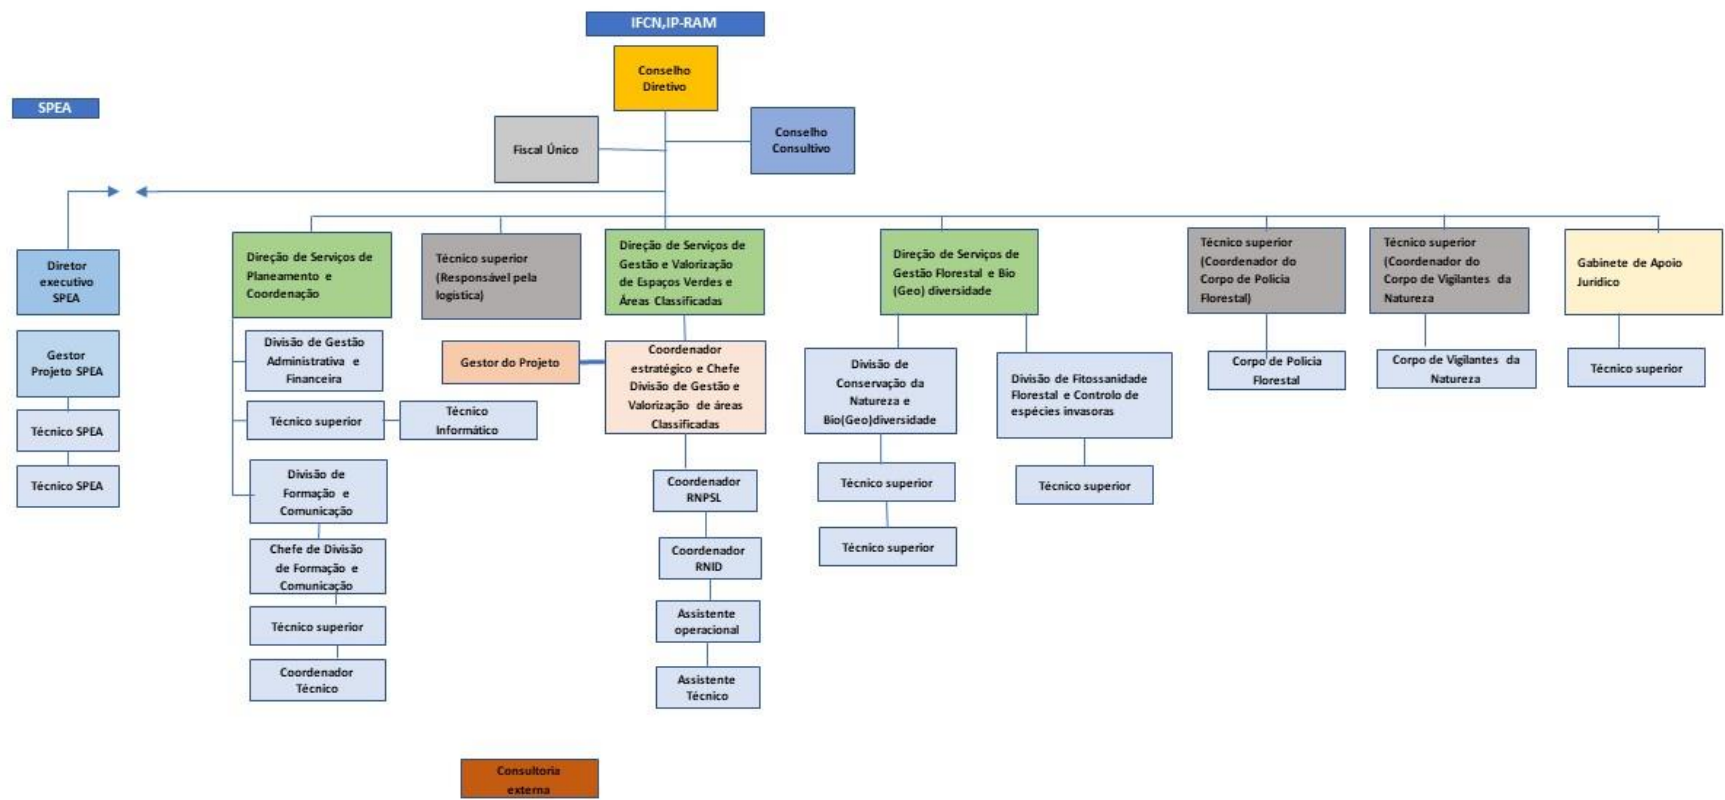 IFCN,IP-RAM
Conselho
Diretivo
SPEA
Fiscal Único
Conselho
Consultivo
Diretor
executivo
SPEA
Gestor
Projeto SPEA
Técnico SPEA
Técnico SPEA
Direção de Serviços de
Planeamento e
Coordenação
Divisão de Gestão
Administrativa e
Financeira
Técnico superior
Técnico
Informático
Divisão de
Formação e
Comunicação
Chefe de Divisão
de Formação e
Comunicação
Técnico superior
Coordenador
Técnico
Técnico superior
(Responsável pela
logística)
Direção de Serviços de
Gestão e Valorização
de Espaços Verdes e
Áreas Classificadas
Gestor do Projeto
Coordenador
estratégico e Chefe
Divisão de Gestão e
Valorização de áreas
Classificadas
Coordenador
RNPSL
Coordenador
RNID
Assistente
operacional
Assistente
Técnico
Direção de Serviços de
Gestão Florestal e Bio
(Geo) diversidade
Divisão de
Conservação da
Natureza e
Bio(Geo)diversidade
Técnico superior
Técnico superior
Divisão de Fitossanidade
Florestal e Controlo de
espécies invasoras
Técnico superior
Técnico superior
(Coordenador do
Corpo de Policia
Florestal)
Corpo de Policia
Florestal
Técnico superior
(Coordenador do
Corpo de Vigilantes da
Natureza
Corpo de Vigilantes da
Natureza
Gabinete de Apoio
Jurídico
Técnico superior
Consultoria
externa